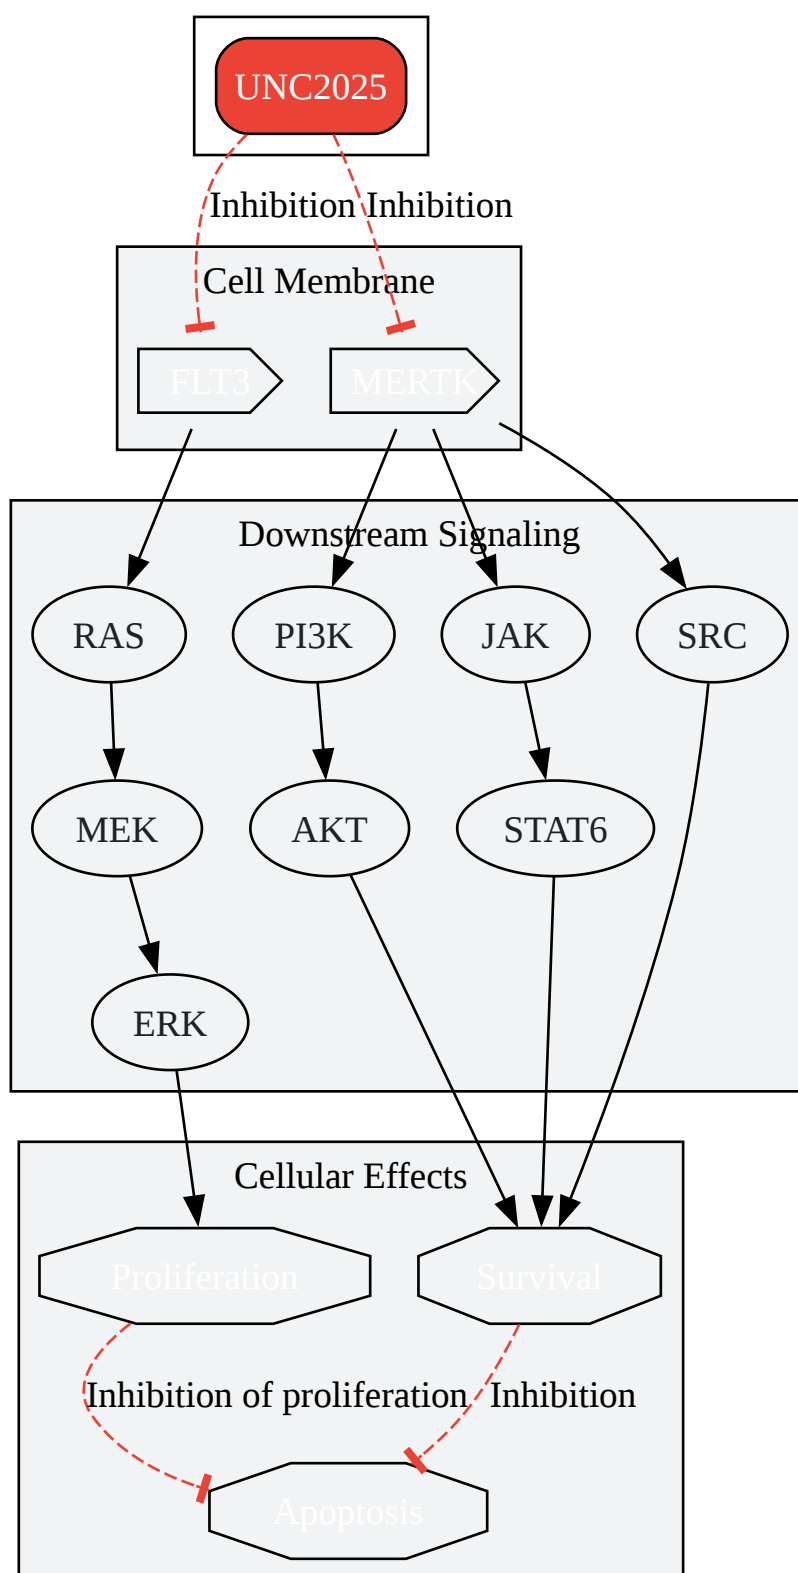 UNC2025
Inhibition Inhibition
Cell Membrane
FLT3 MERTK
Downstream Signaling
RAS PI3K JAK SRC
MEK AKT STAT6
ERK
Cellular Effects
Proliferation Survival
Inhibition of proliferation Inhibition
Apoptosis